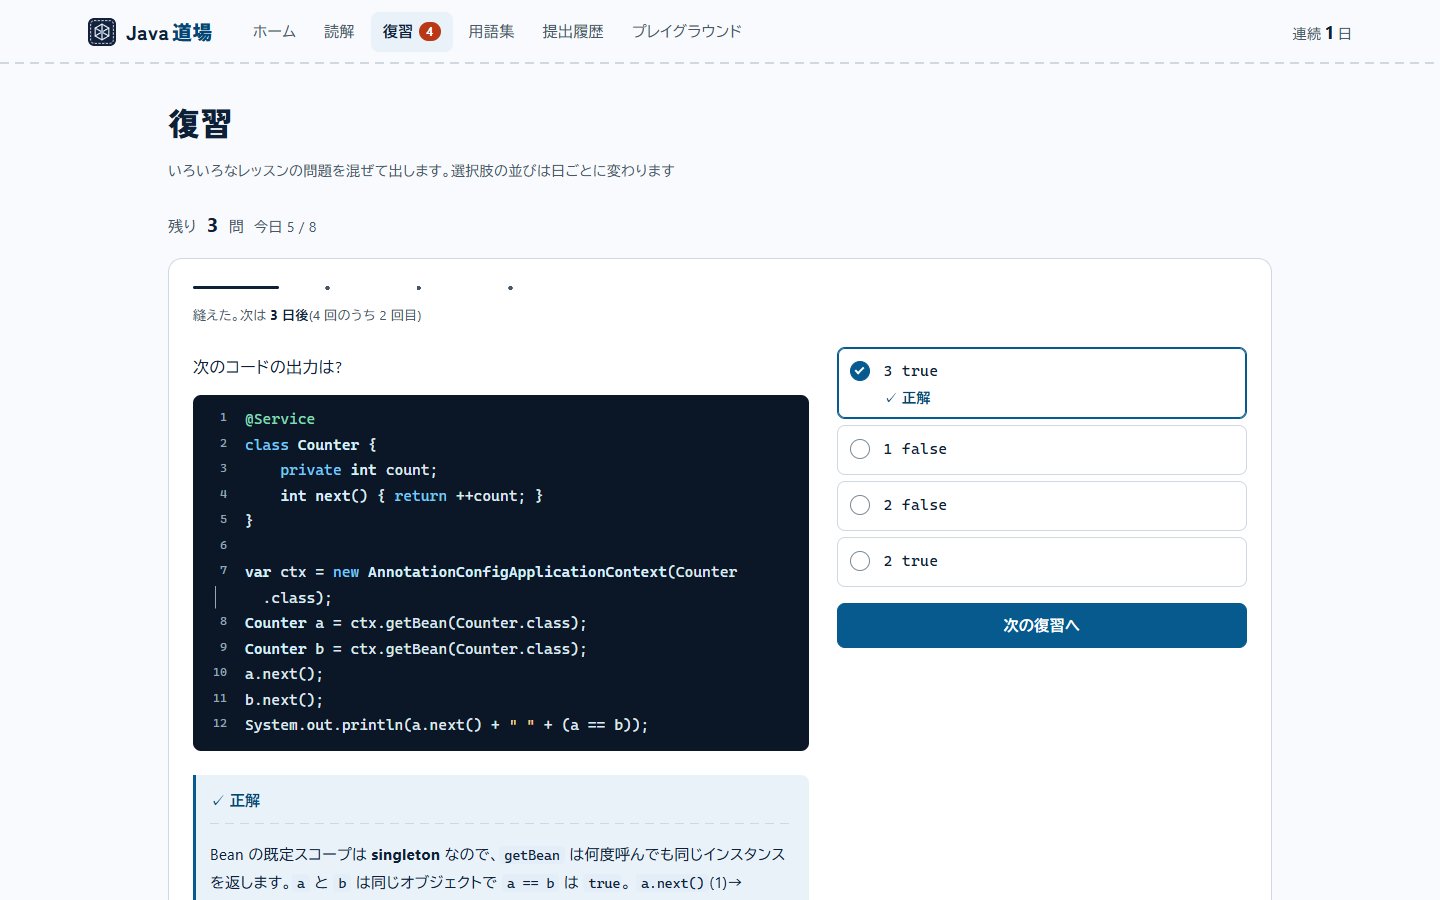 Java 道場 ホーム 読解 復習 4 用語集 提出履歴 プレイグラウンド 連続 1 日
復習
いろいろなレッスンの問題を混ぜて出します。選択肢の並びは日ごとに変わります
残り 3 問 今日 5 / 8
縫えた。次は 3 日後(4 回のうち 2 回目)
次のコードの出力は?
1 @Service
2 class Counter {
3     private int count;
4     int next() { return ++count; }
5 }
6
7 var ctx = new AnnotationConfigApplicationContext(Counter
.class);
8 Counter a = ctx.getBean(Counter.class);
9 Counter b = ctx.getBean(Counter.class);
10 a.next();
11 b.next();
12 System.out.println(a.next() + " " + (a == b));
✓ 正解
Bean の既定スコープは singleton なので、getBean は何度呼んでも同じインスタンス
を返します。a と b は同じオブジェクトで a == b は true。a.next() (1)→
3 true
✓ 正解
1 false
2 false
2 true
次の復習へ